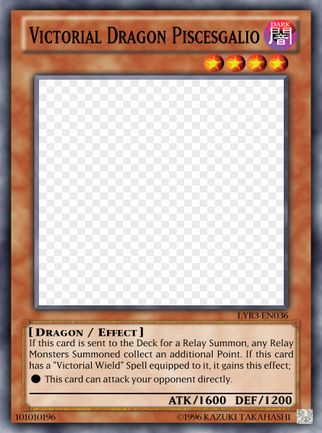 Victorial Dragon Piscesgalio
DARK
闇
LYR3-EN036
[ Dragon / Effect ]
If this card is sent to the Deck for a Relay Summon, any Relay
Monsters Summoned collect an additional Point. If this card
has a "Victorial Wield" Spell equipped to it, it gains this effect;
● This card can attack your opponent directly.
ATK/1600 DEF/1200
101010196
©1996 KAZUKI TAKAHASHI